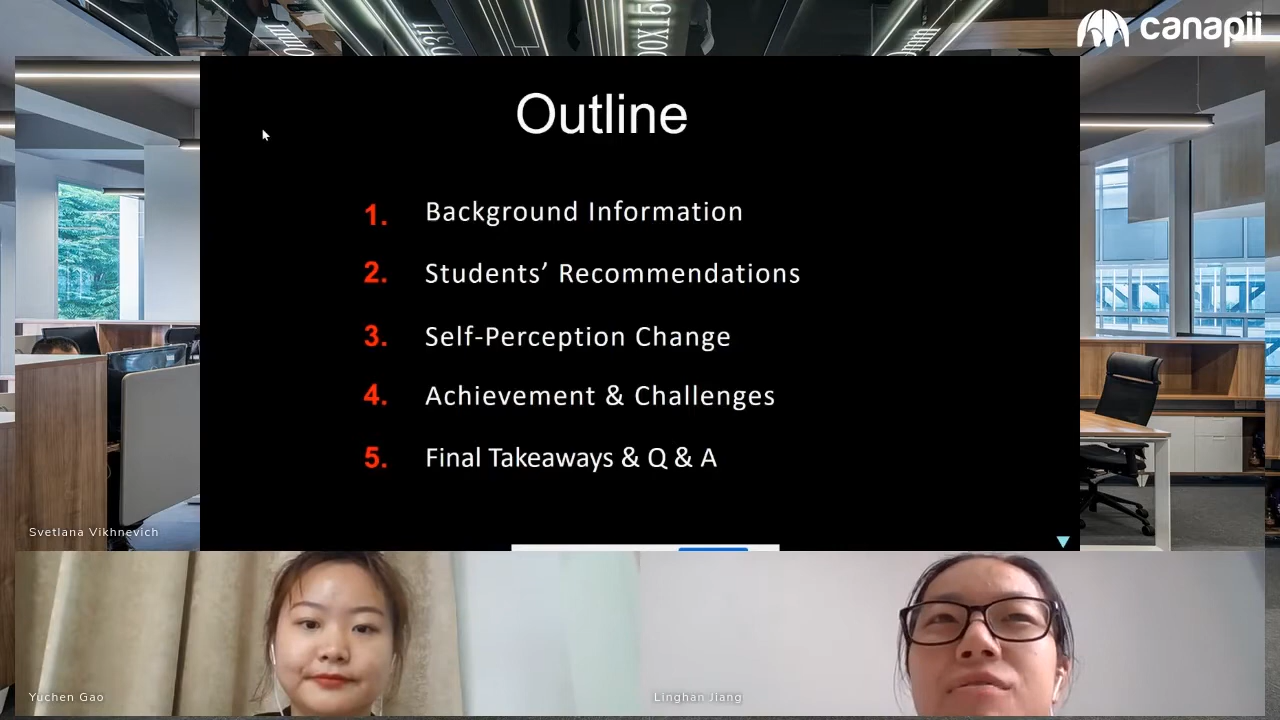 canapii
Outline
1. Background Information
2. Students’ Recommendations
3. Self-Perception Change
4. Achievement & Challenges
5. Final Takeaways & Q & A
Svetlana Vikhnevich
Yuchen Gao
Linghan Jiang